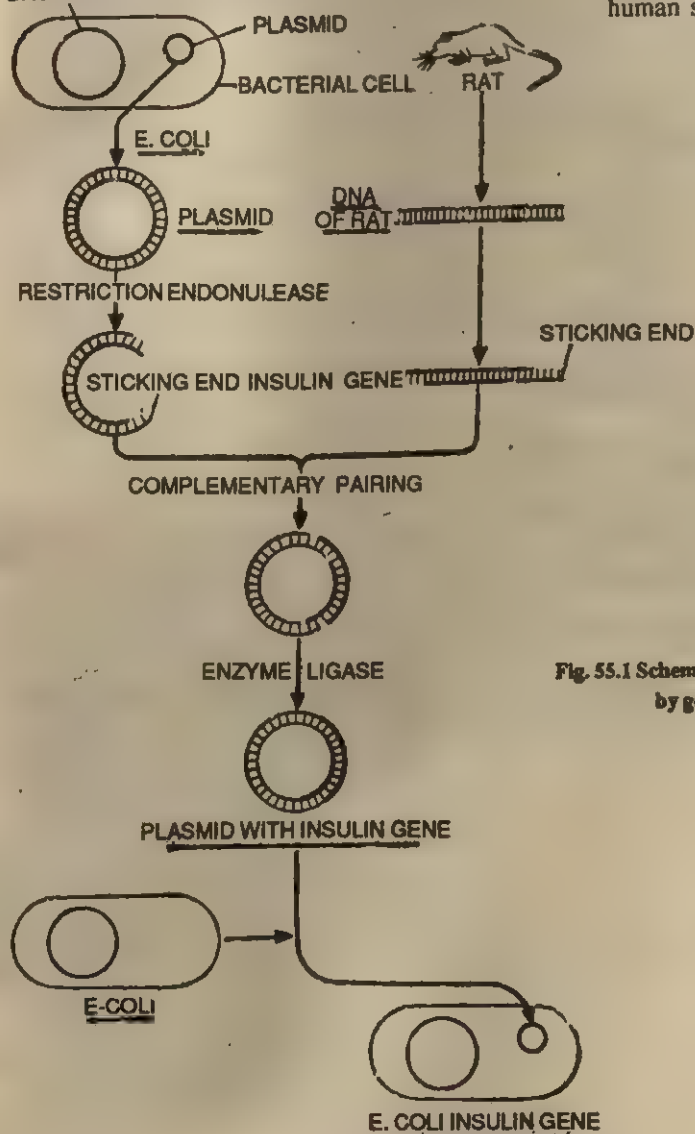 human s
PLASMID
BACTERIAL CELL
RAT
E. COLI
PLASMID
DNA
OF RAT
RESTRICTION ENDONULEASE
STICKING END
STICKING END INSULIN GENE
COMPLEMENTARY PAIRING
ENZYME LIGASE
Fig. 55.1 Schem
by g
PLASMID WITH INSULIN GENE
E-COLI
E. COLI INSULIN GENE